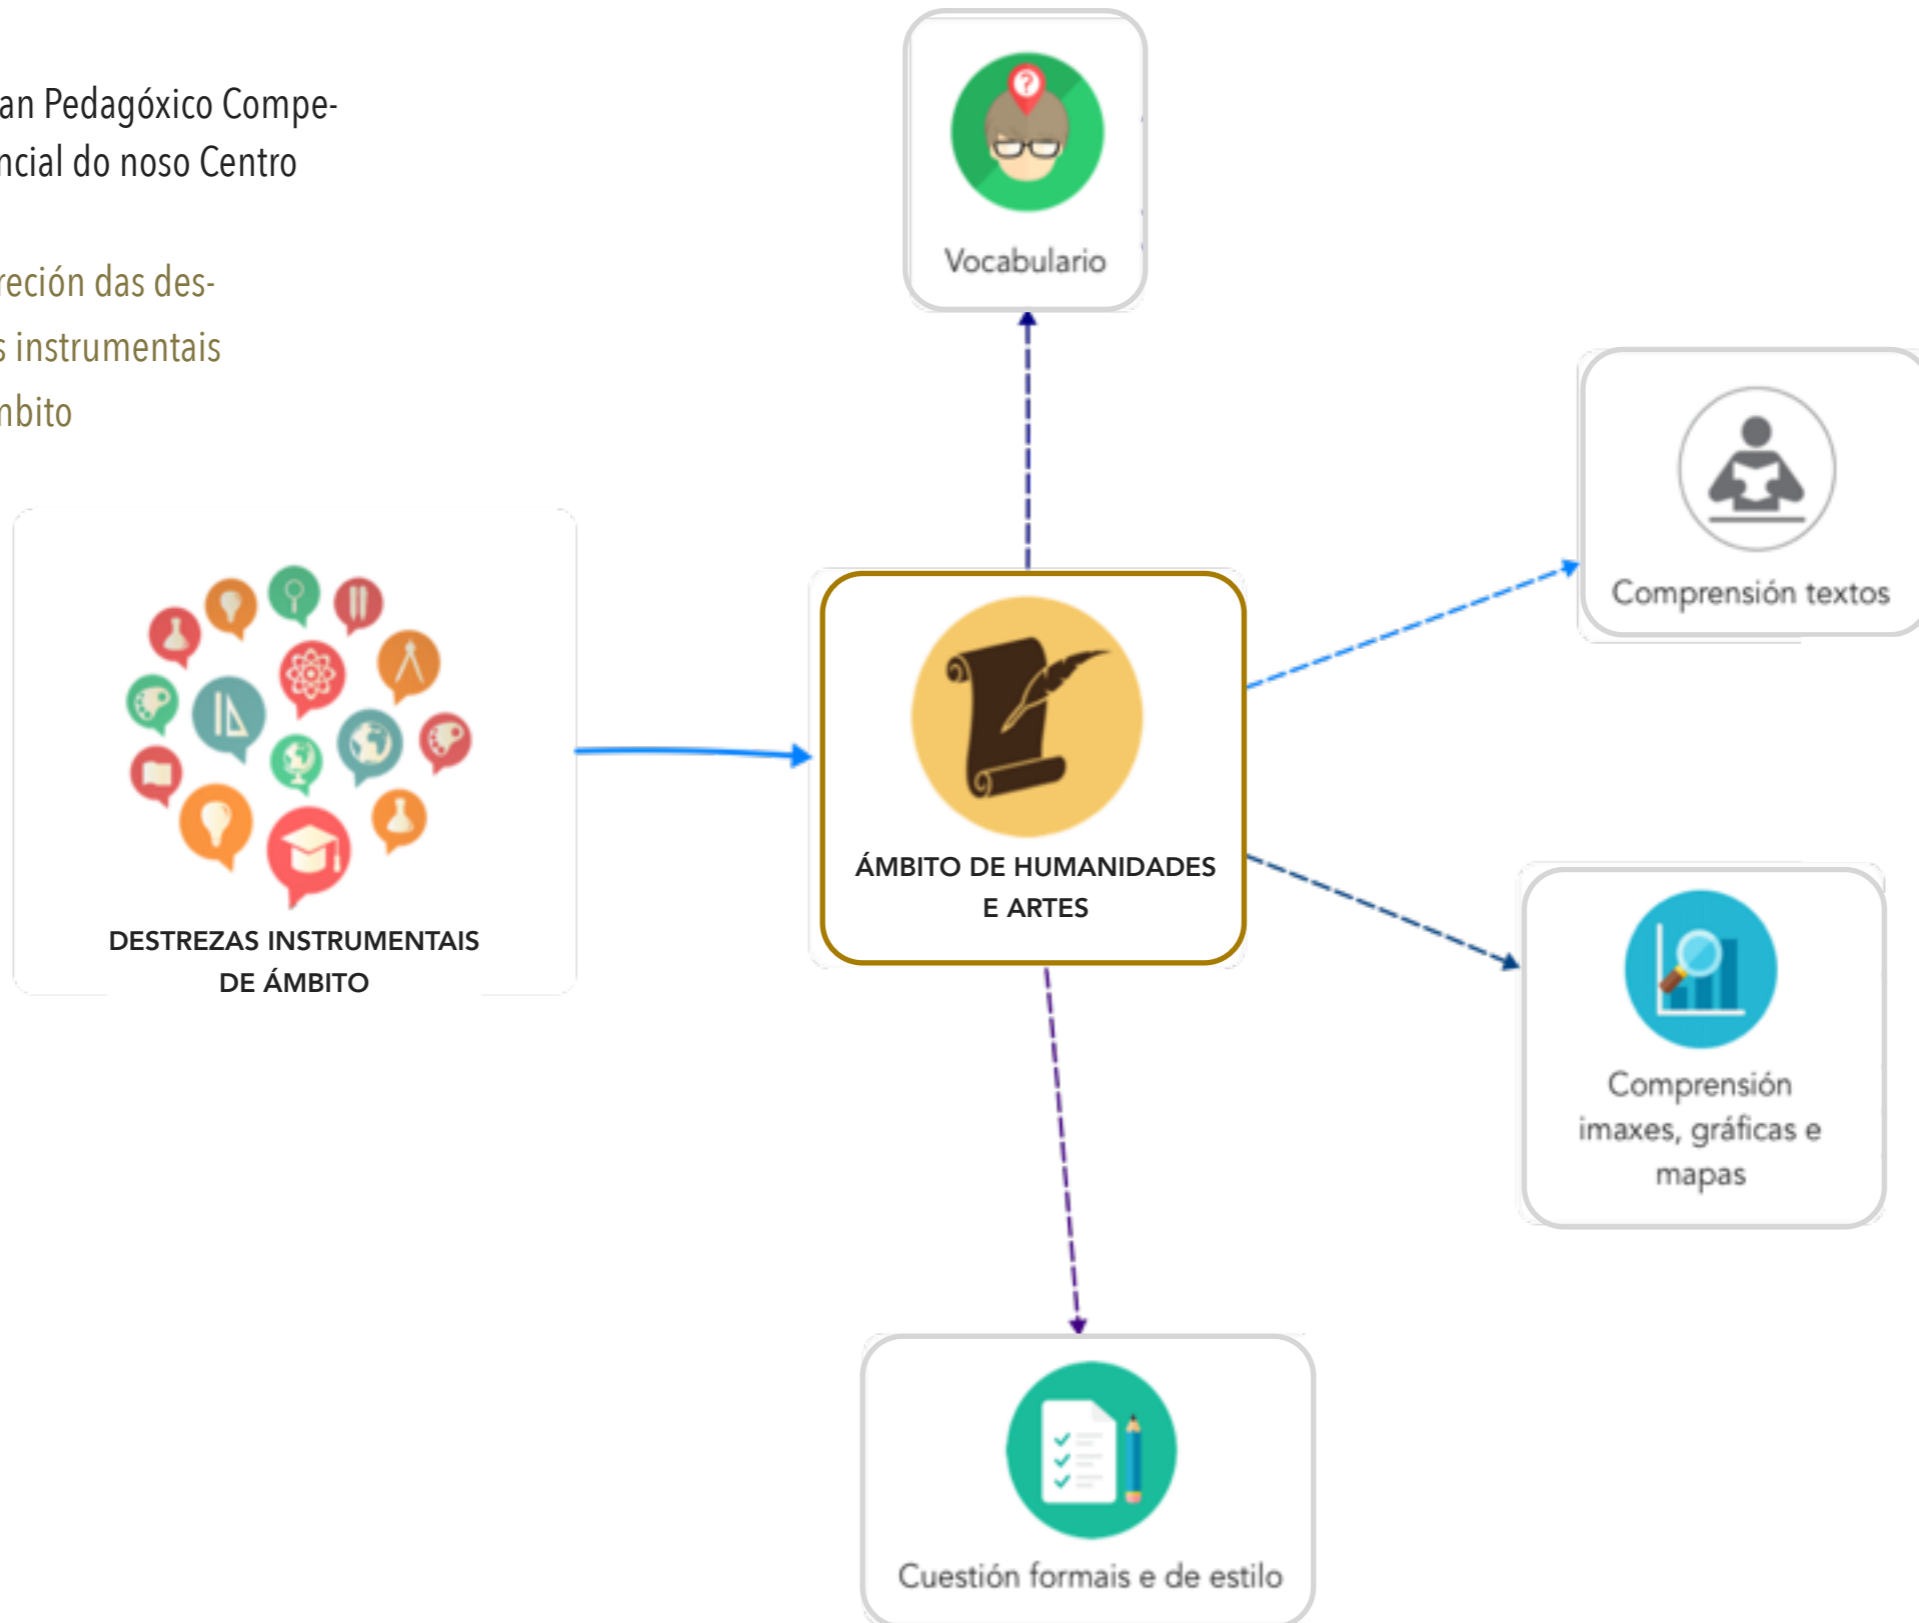 an Pedagóxico Compe-
ncial do noso Centro
reción das des-
s instrumentais
mbito
Vocabulario
Comprensión textos
DESTREZAS INSTRUMENTAIS
DE ÁMBITO
ÁMBITO DE HUMANIDADES
E ARTES
Comprensión
imaxes, gráficas e
mapas
Cuestión formais e de estilo